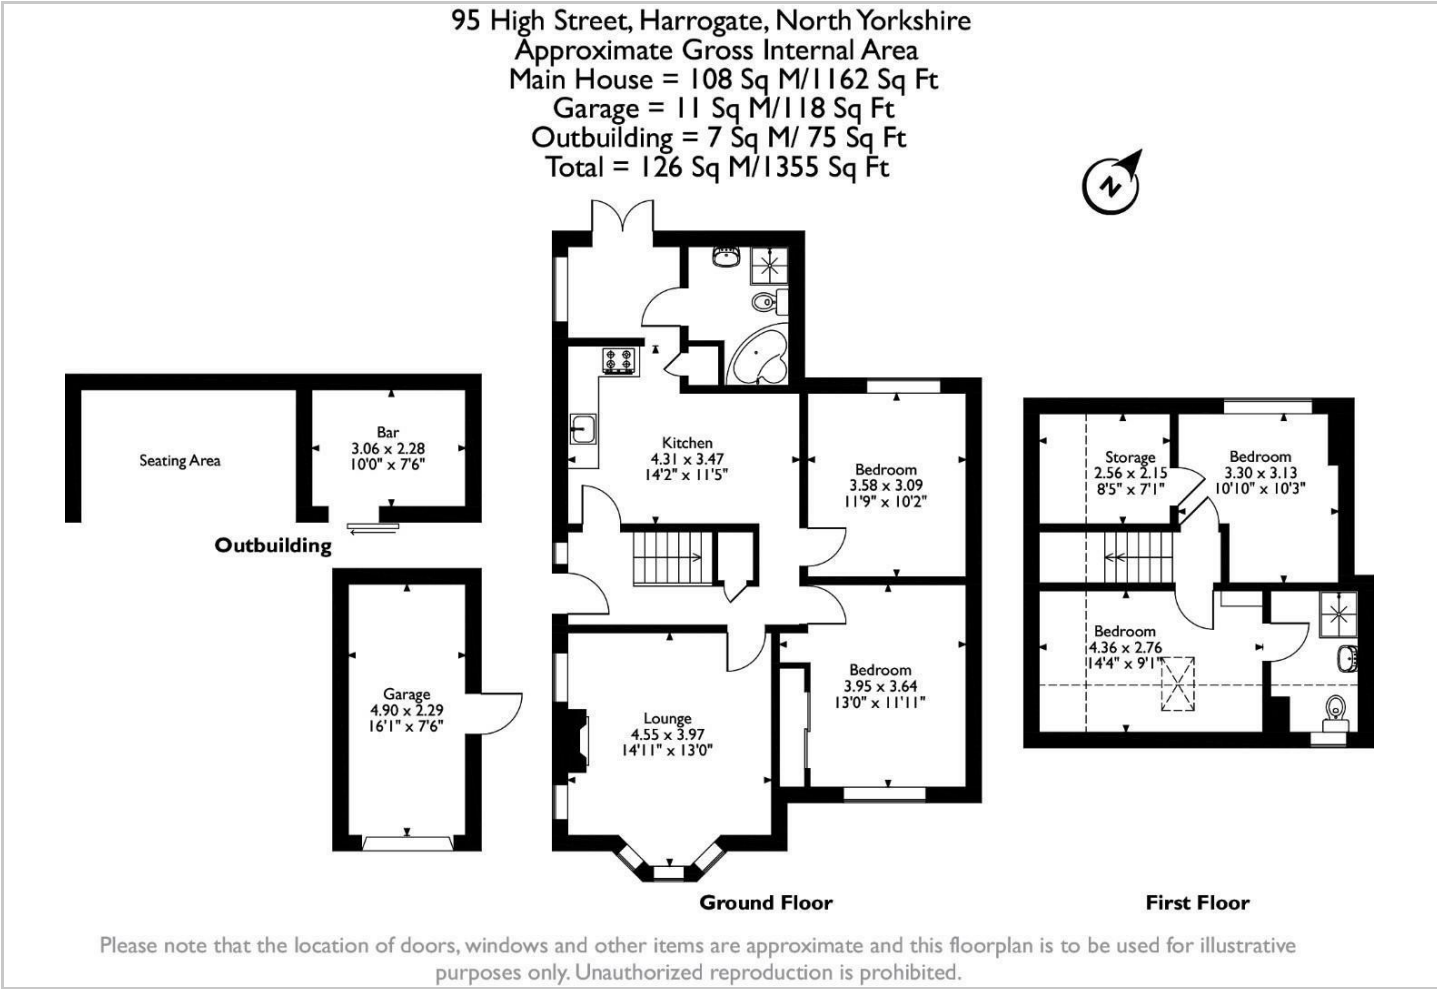 95 High Street, Harrogate, North Yorkshire
Approximate Gross Internal Area
Main House = 108 Sq M/1162 Sq Ft
Garage = 11 Sq M/118 Sq Ft
Outbuilding = 7 Sq M/ 75 Sq Ft
Total = 126 Sq M/1355 Sq Ft
N
Seating Area
Bar
3.06 x 2.28
10'0" x 7'6"
Outbuilding
Garage
4.90 x 2.29
16'1" x 7'6"
Kitchen
4.31 x 3.47
14'2" x 11'5"
Bedroom
3.58 x 3.09
11'9" x 10'2"
Lounge
4.55 x 3.97
14'11" x 13'0"
Bedroom
3.95 x 3.64
13'0" x 11'11"
Ground Floor
Storage
2.56 x 2.15
8'5" x 7'1"
Bedroom
3.30 x 3.13
10'10" x 10'3"
Bedroom
4.36 x 2.76
14'4" x 9'1"
First Floor
Please note that the location of doors, windows and other items are approximate and this floorplan is to be used for illustrative
purposes only. Unauthorized reproduction is prohibited.